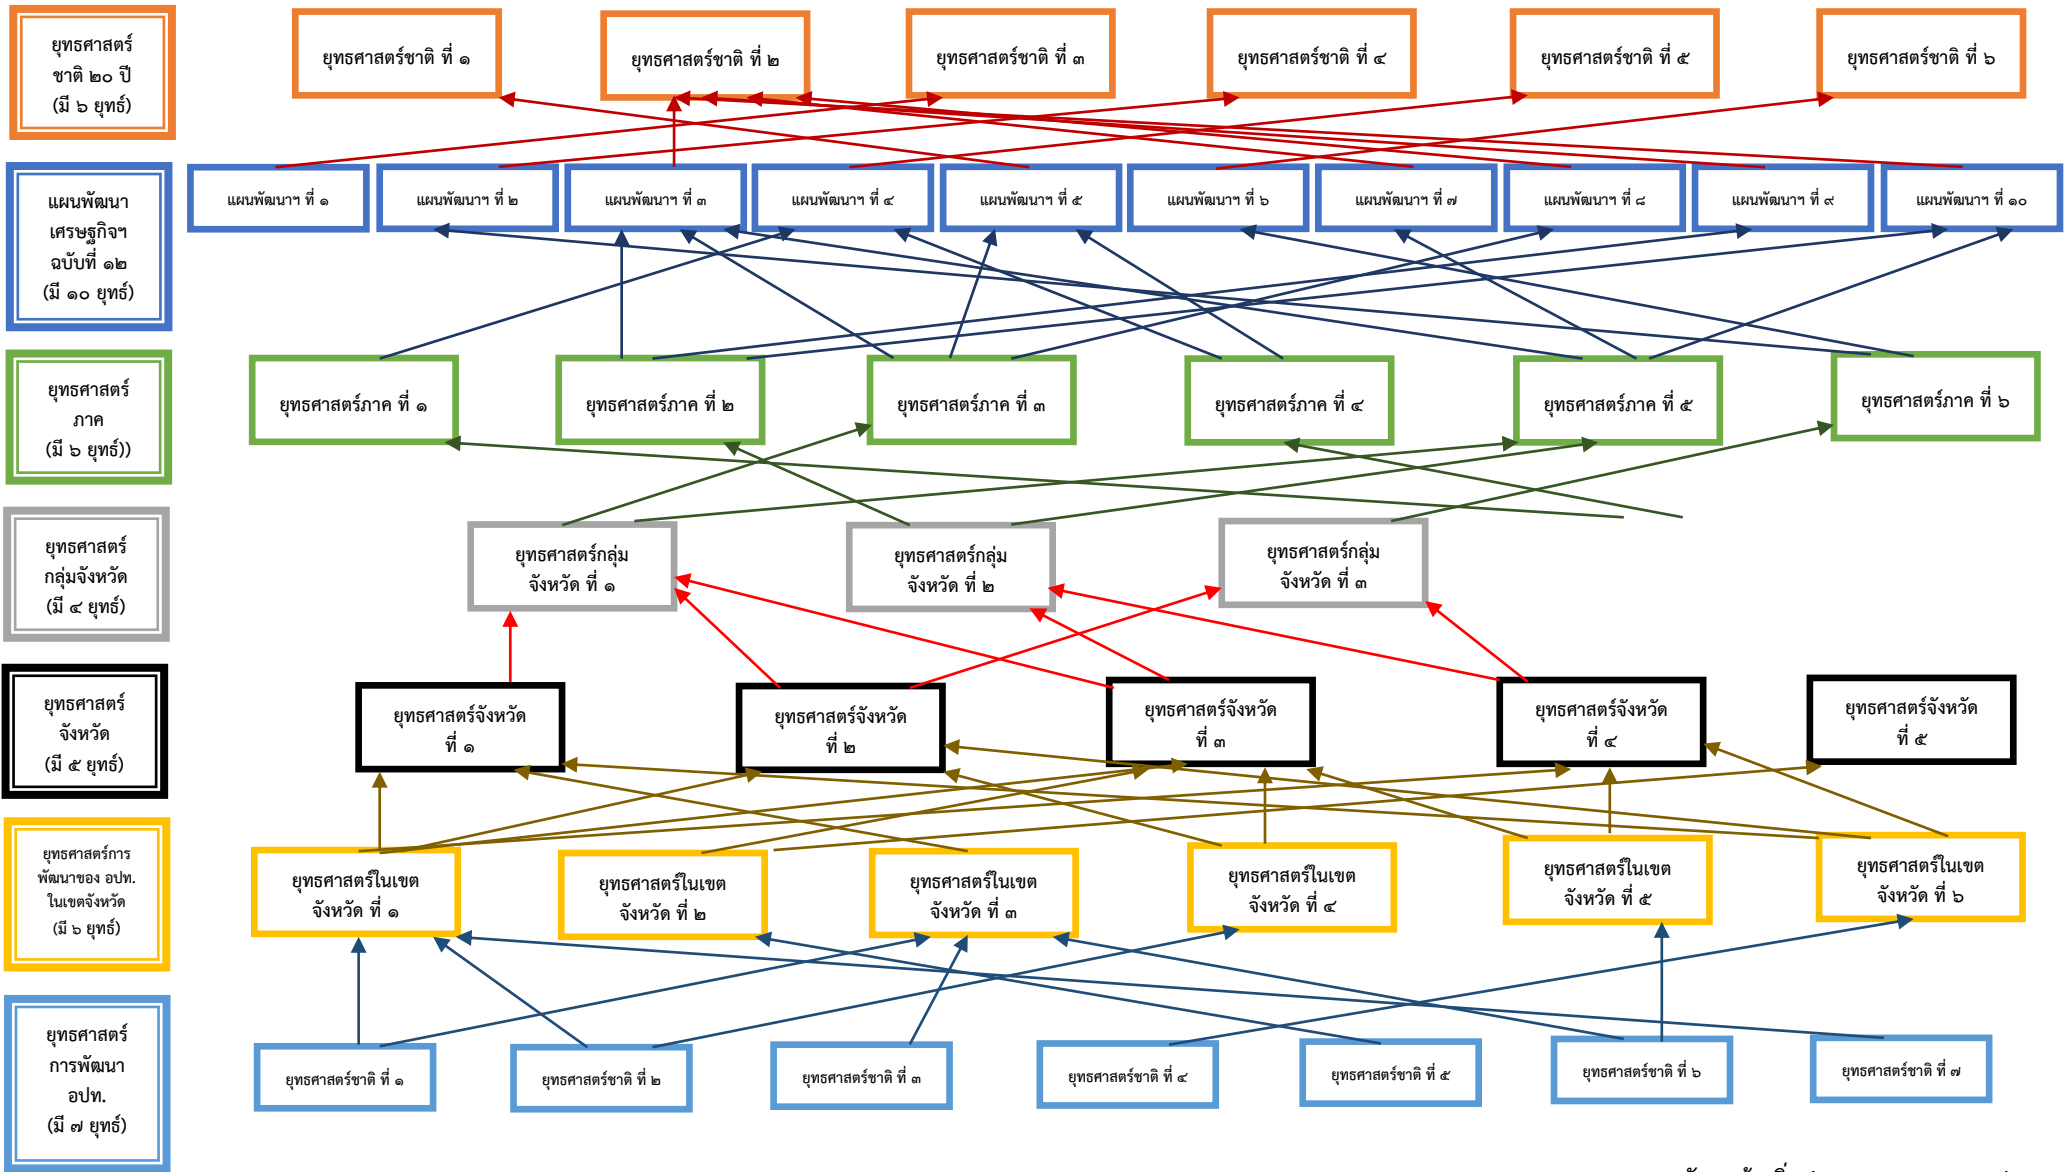 ยุทธศาสตร์
ชาติ ๒๐ ปี
(มี ๖ ยุทธ์)
ยุทธศาสตร์ชาติ ที่ ๑
ยุทธศาสตร์ชาติ ที่ ๒
ยุทธศาสตร์ชาติ ที่ ๓
ยุทธศาสตร์ชาติ ที่ ๔
ยุทธศาสตร์ชาติ ที่ ๕
ยุทธศาสตร์ชาติ ที่ ๖
แผนพัฒนา
เศรษฐกิจฯ
ฉบับที่ ๑๒
(มี ๑๐ ยุทธ์)
แผนพัฒนาฯ ที่ ๑
แผนพัฒนาฯ ที่ ๒
แผนพัฒนาฯ ที่ ๓
แผนพัฒนาฯ ที่ ๔
แผนพัฒนาฯ ที่ ๕
แผนพัฒนาฯ ที่ ๖
แผนพัฒนาฯ ที่ ๗
แผนพัฒนาฯ ที่ ๘
แผนพัฒนาฯ ที่ ๙
แผนพัฒนาฯ ที่ ๑๐
ยุทธศาสตร์
ภาค
(มี ๖ ยุทธ์))
ยุทธศาสตร์ภาค ที่ ๑
ยุทธศาสตร์ภาค ที่ ๒
ยุทธศาสตร์ภาค ที่ ๓
ยุทธศาสตร์ภาค ที่ ๔
ยุทธศาสตร์ภาค ที่ ๕
ยุทธศาสตร์ภาค ที่ ๖
ยุทธศาสตร์
กลุ่มจังหวัด
(มี ๔ ยุทธ์)
ยุทธศาสตร์กลุ่ม
จังหวัด ที่ ๑
ยุทธศาสตร์กลุ่ม
จังหวัด ที่ ๒
ยุทธศาสตร์กลุ่ม
จังหวัด ที่ ๓
ยุทธศาสตร์
จังหวัด
(มี ๕ ยุทธ์)
ยุทธศาสตร์จังหวัด
ที่ ๑
ยุทธศาสตร์จังหวัด
ที่ ๒
ยุทธศาสตร์จังหวัด
ที่ ๓
ยุทธศาสตร์จังหวัด
ที่ ๔
ยุทธศาสตร์จังหวัด
ที่ ๕
ยุทธศาสตร์การ
พัฒนาของ อปท.
ในเขตจังหวัด
(มี ๖ ยุทธ์)
ยุทธศาสตร์ในเขต
จังหวัด ที่ ๑
ยุทธศาสตร์ในเขต
จังหวัด ที่ ๒
ยุทธศาสตร์ในเขต
จังหวัด ที่ ๓
ยุทธศาสตร์ในเขต
จังหวัด ที่ ๔
ยุทธศาสตร์ในเขต
จังหวัด ที่ ๕
ยุทธศาสตร์ในเขต
จังหวัด ที่ ๖
ยุทธศาสตร์
การพัฒนา
อปท.
(มี ๗ ยุทธ์)
ยุทธศาสตร์ชาติ ที่ ๑
ยุทธศาสตร์ชาติ ที่ ๒
ยุทธศาสตร์ชาติ ที่ ๓
ยุทธศาสตร์ชาติ ที่ ๔
ยุทธศาสตร์ชาติ ที่ ๕
ยุทธศาสตร์ชาติ ที่ ๖
ยุทธศาสตร์ชาติ ที่ ๗